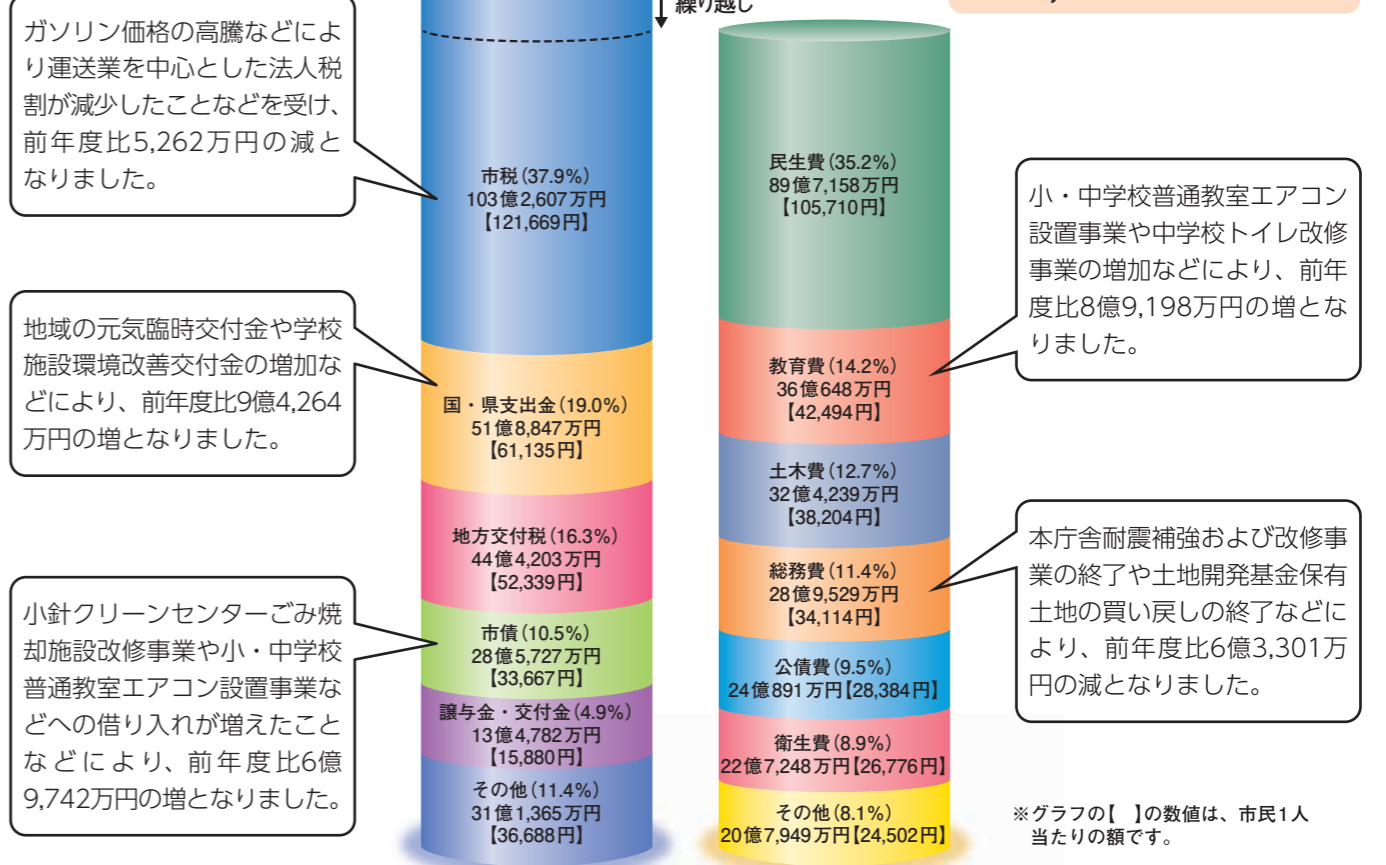 繰り越し
ガソリン価格の高騰などによ
り運送業を中心とした法人税
割が減少したことなどを受け、
前年度比5,262万円の減と
なりました。
地域の元気臨時交付金や学校
施設環境改善交付金の増加な
どにより、前年度比9億4,264
万円の増となりました。
小針クリーンセンターごみ焼
却施設改修事業や小・中学校
普通教室エアコン設置事業な
どへの借り入れが増えたこと
などにより、前年度比6億
9,742万円の増となりました。
市税(37.9%)
103億2,607万円
【121,669円】
国・県支出金(19.0%)
51億8,847万円
【61,135円】
地方交付税(16.3%)
44億4,203万円
【52,339円】
市債(10.5%)
28億5,727万円
【33,667円】
譲与金・交付金(4.9%)
13億4,782万円
【15,880円】
その他(11.4%)
31億1,365万円
【36,688円】
民生費(35.2%)
89億7,158万円
【105,710円】
教育費(14.2%)
36億648万円
【42,494円】
土木費(12.7%)
32億4,239万円
【38,204円】
総務費(11.4%)
28億9,529万円
【34,114円】
公債費(9.5%)
24億891万円【28,384円】
衛生費(8.9%)
22億7,248万円【26,776円】
その他(8.1%)
20億7,949万円【24,502円】
小・中学校普通教室エアコン
設置事業や中学校トイレ改修
事業の増加などにより、前年
度比8億9,198万円の増とな
りました。
本庁舎耐震補強および改修事
業の終了や土地開発基金保有
土地の買い戻しの終了などに
より、前年度比6億3,301万
円の減となりました。
※グラフの【 】の数値は、市民1人
当たりの額です。